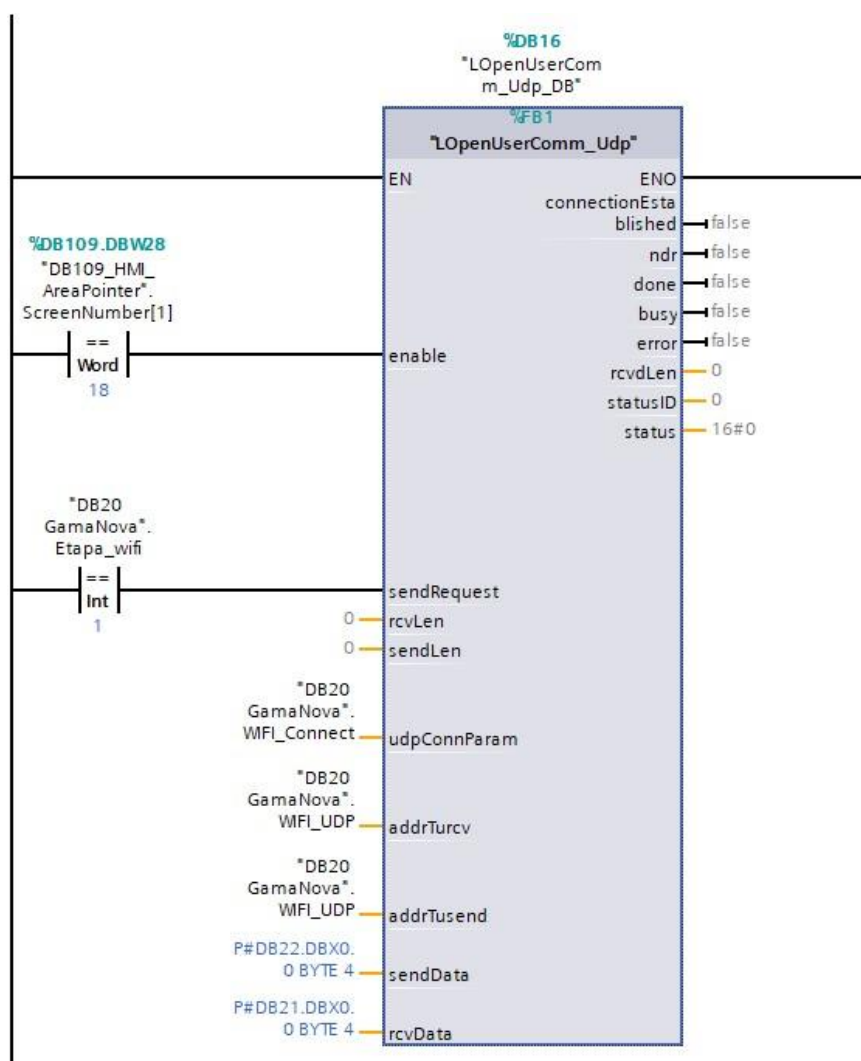 %DB16
"LOpenUserCom
m_Udp_DB"
%FB1
"LOpenUserComm_Udp"
EN
ENO
connectionEsta
blished
false
ndr
false
done
false
busy
false
error
false
rcvdLen
0
statusID
0
status
16#0
%DB109.DBW28
"DB109_HMI_
AreaPointer".
ScreenNumber[1]
==
Word
18
enable
"DB20
GamaNova".
Etapa_wifi
==
Int
1
sendRequest
0
rcvLen
0
sendLen
"DB20
GamaNova".
WIFI_Connect
udpConnParam
"DB20
GamaNova".
WIFI_UDP
addrTurcv
"DB20
GamaNova".
WIFI_UDP
addrTusend
P#DB22.DBX0.
0 BYTE 4
sendData
P#DB21.DBX0.
0 BYTE 4
rcvData